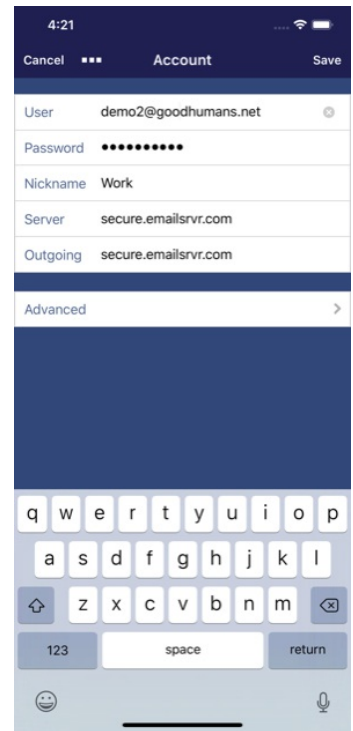 4:21
Cancel ••• Account Save
User demo2@goodhumans.net
Password ••••••••••
Nickname Work
Server secure.emailsrvr.com
Outgoing secure.emailsrvr.com
Advanced
q w e r t y u i o p
a s d f g h j k l
z x c v b n m
123 space return